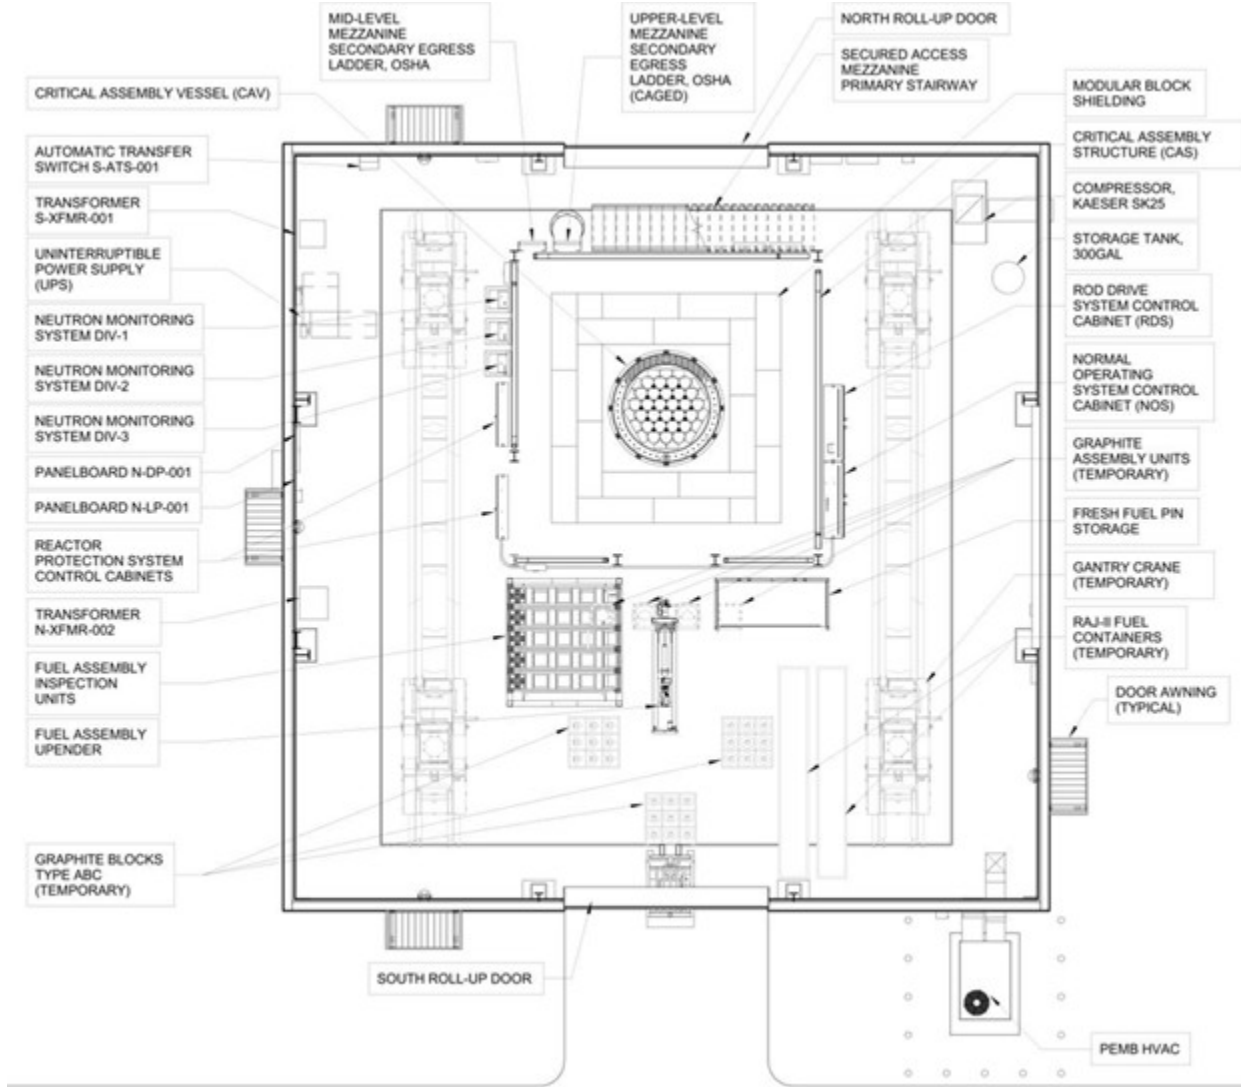 MID-LEVEL
MEZZANINE
SECONDARY EGRESS
LADDER, OSHA
UPPER-LEVEL
MEZZANINE
SECONDARY
EGRESS
LADDER, OSHA
(CAGED)
NORTH ROLL-UP DOOR
SECURED ACCESS
MEZZANINE
PRIMARY STAIRWAY
CRITICAL ASSEMBLY VESSEL (CAV)
AUTOMATIC TRANSFER
SWITCH S-ATS-001
TRANSFORMER
S-XFMR-001
UNINTERRUPTIBLE
POWER SUPPLY
(UPS)
NEUTRON MONITORING
SYSTEM DIV-1
NEUTRON MONITORING
SYSTEM DIV-2
NEUTRON MONITORING
SYSTEM DIV-3
PANELBOARD N-DP-001
PANELBOARD N-LP-001
REACTOR
PROTECTION SYSTEM
CONTROL CABINETS
TRANSFORMER
N-XFMR-002
FUEL ASSEMBLY
INSPECTION
UNITS
FUEL ASSEMBLY
UPENDER
GRAPHITE BLOCKS
TYPE ABC
(TEMPORARY)
MODULAR BLOCK
SHIELDING
CRITICAL ASSEMBLY
STRUCTURE (CAS)
COMPRESSOR,
KAESER SK25
STORAGE TANK,
300GAL
ROD DRIVE
SYSTEM CONTROL
CABINET (RDS)
NORMAL
OPERATING
SYSTEM CONTROL
CABINET (NOS)
GRAPHITE
ASSEMBLY UNITS
(TEMPORARY)
FRESH FUEL PIN
STORAGE
GANTRY CRANE
(TEMPORARY)
RAJ-II FUEL
CONTAINERS
(TEMPORARY)
DOOR AWNING
(TYPICAL)
SOUTH ROLL-UP DOOR
PEMB HVAC